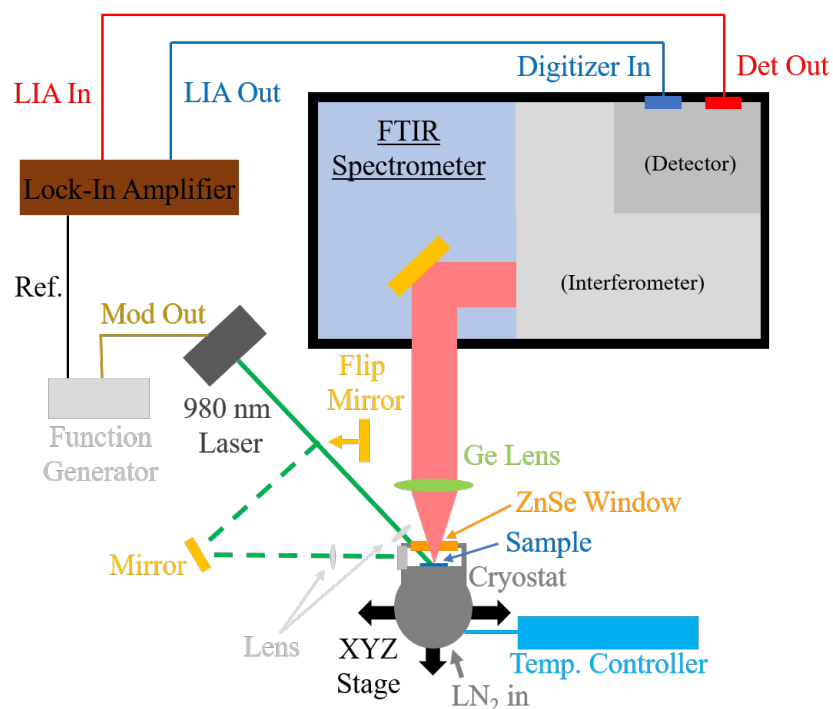 LIA In
LIA Out
Digitizer In
Det Out
FTIR
Spectrometer
(Detector)
Lock-In Amplifier
(Interferometer)
Ref.
Mod Out
Flip
Mirror
980 nm
Laser
Function
Generator
Ge Lens
ZnSe Window
Sample
Mirror
Cryostat
Lens
XYZ
Stage
Temp. Controller
LN₂ in